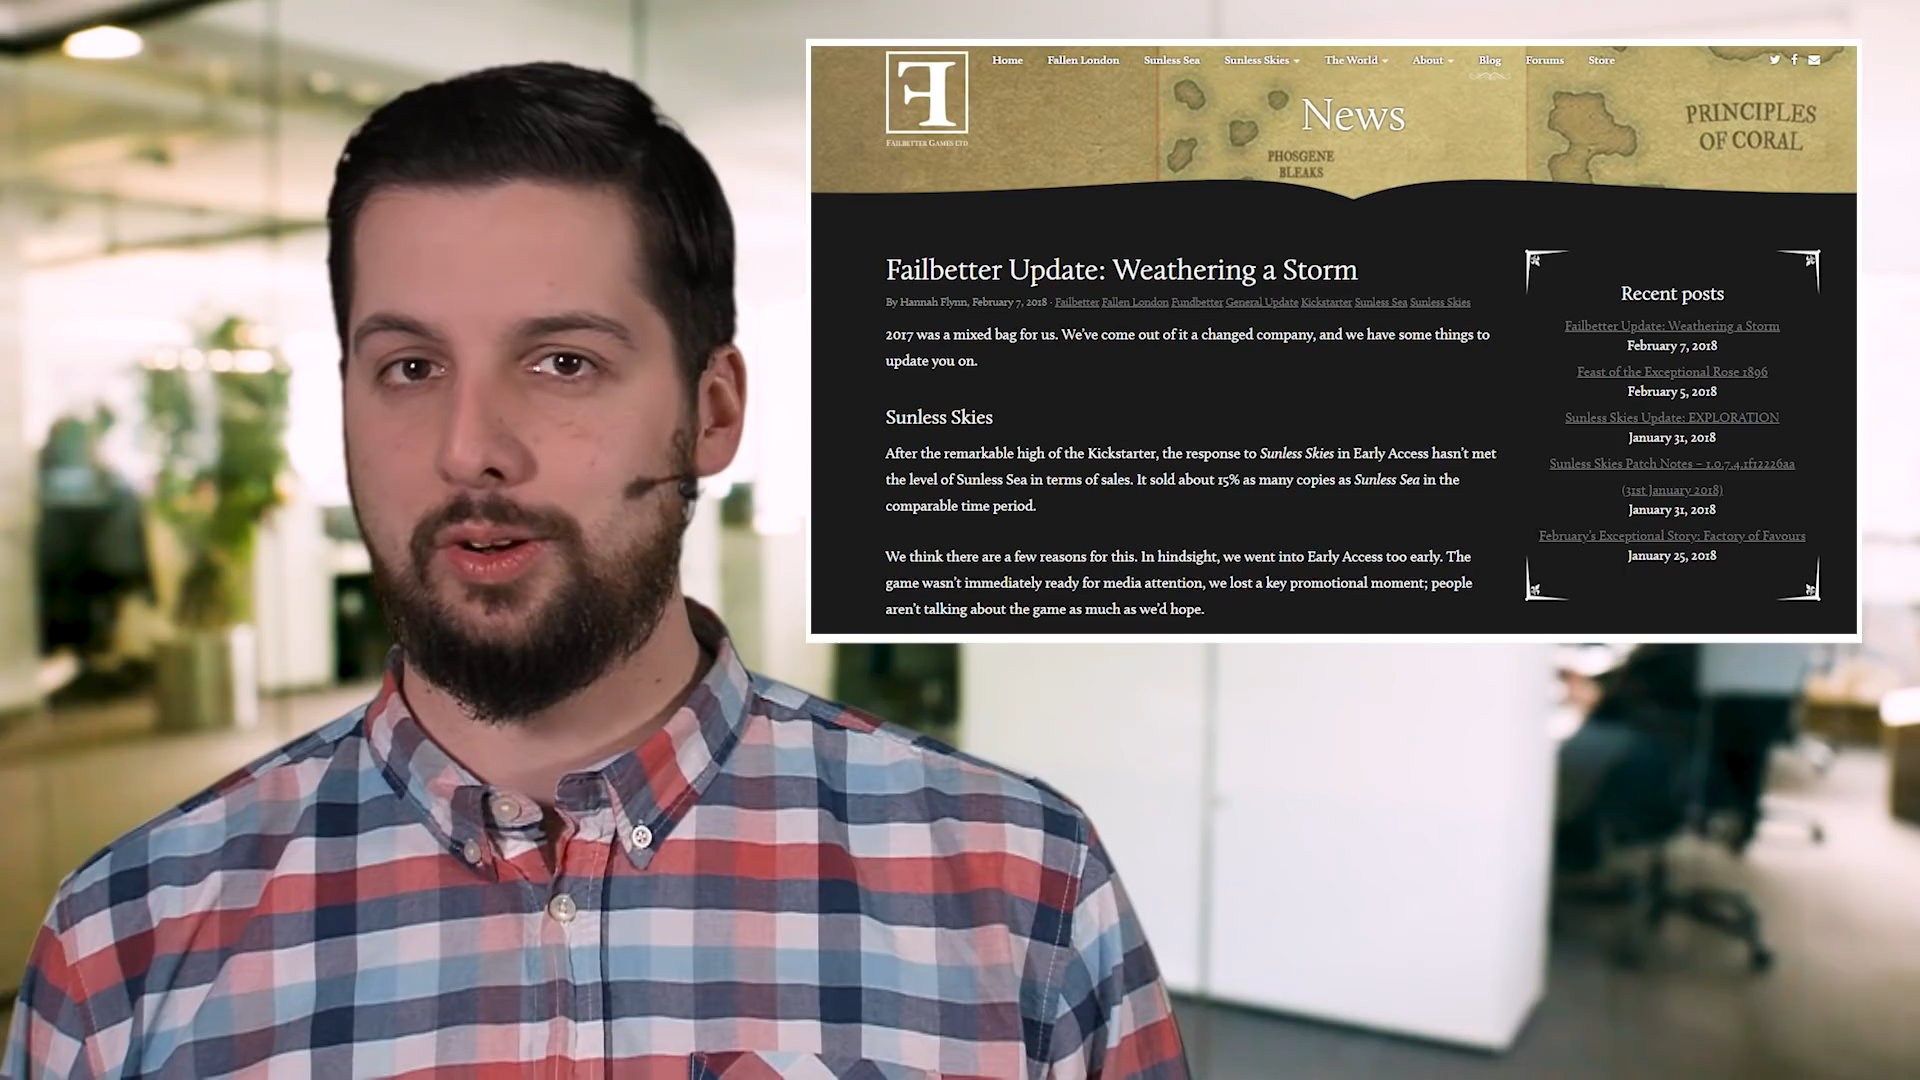 Home Fallen London Sunless Sea Sunless Skies The World About Blog Forums Store
F
FAILBETTER GAMES LTD
News
PHOSGENE
BLEAKS
PRINCIPLES
OF CORAL
Failbetter Update: Weathering a Storm
By Hannah Flynn, February 7, 2018 · Failbetter Fallen London Fundbetter General Update Kickstarter Sunless Sea Sunless Skies
2017 was a mixed bag for us. We've come out of it a changed company, and we have some things to
update you on.
Sunless Skies
After the remarkable high of the Kickstarter, the response to Sunless Skies in Early Access hasn't met
the level of Sunless Sea in terms of sales. It sold about 15% as many copies as Sunless Sea in the
comparable time period.
We think there are a few reasons for this. In hindsight, we went into Early Access too early. The
game wasn't immediately ready for media attention, we lost a key promotional moment; people
aren't talking about the game as much as we'd hope.
Recent posts
Failbetter Update: Weathering a Storm
February 7, 2018
Feast of the Exceptional Rose 1896
February 5, 2018
Sunless Skies Update: EXPLORATION
January 31, 2018
Sunless Skies Patch Notes – 1.0.7.4.1f12226aa
(31st January 2018)
January 31, 2018
February's Exceptional Story: Factory of Favours
January 25, 2018